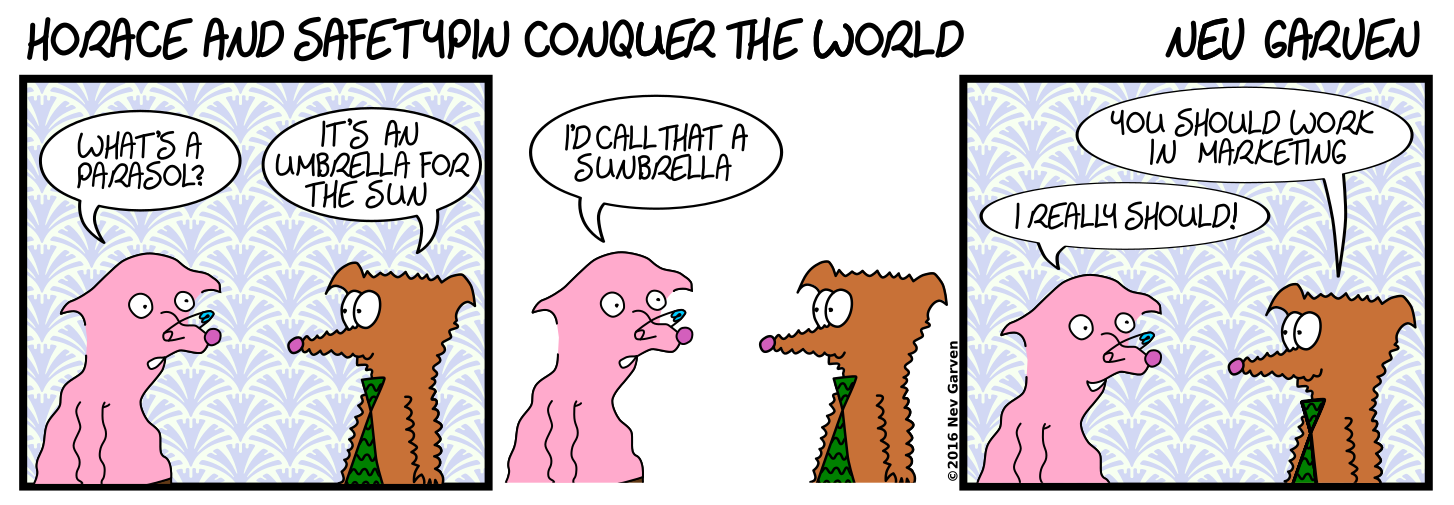 HORACE AND SAFETYPIN CONQUER THE WORLD
NEV GARVEN
WHAT'S A
PARASOL?
IT'S AN
UMBRELLA FOR
THE SUN
I'D CALL THAT A
SUNBRELLA
©2016 Nev Garven
YOU SHOULD WORK
IN MARKETING
I REALLY SHOULD!